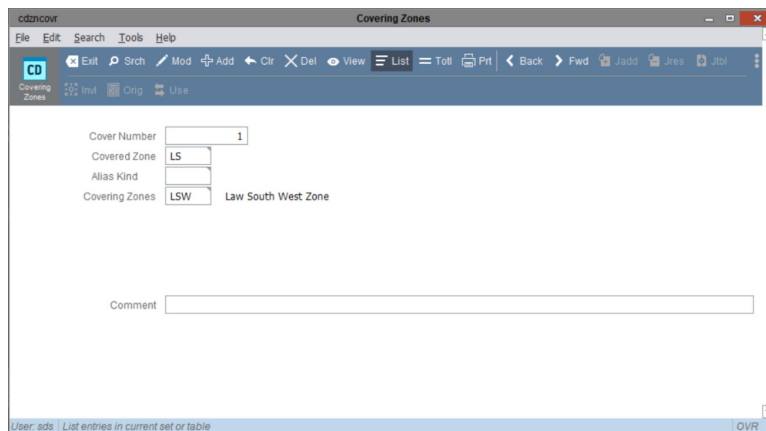 cdzncovr Covering Zones
File Edit Search Tools Help
CD Exit Srch Mod Add Clr Del View List Totl Prt Back Fwd Jadd Jres Jtbl
Covering Zones Invl Orig Use
Cover Number 1
Covered Zone LS
Alias Kind
Covering Zones LSW Law South West Zone
Comment
User: sds List entries in current set or table OVR